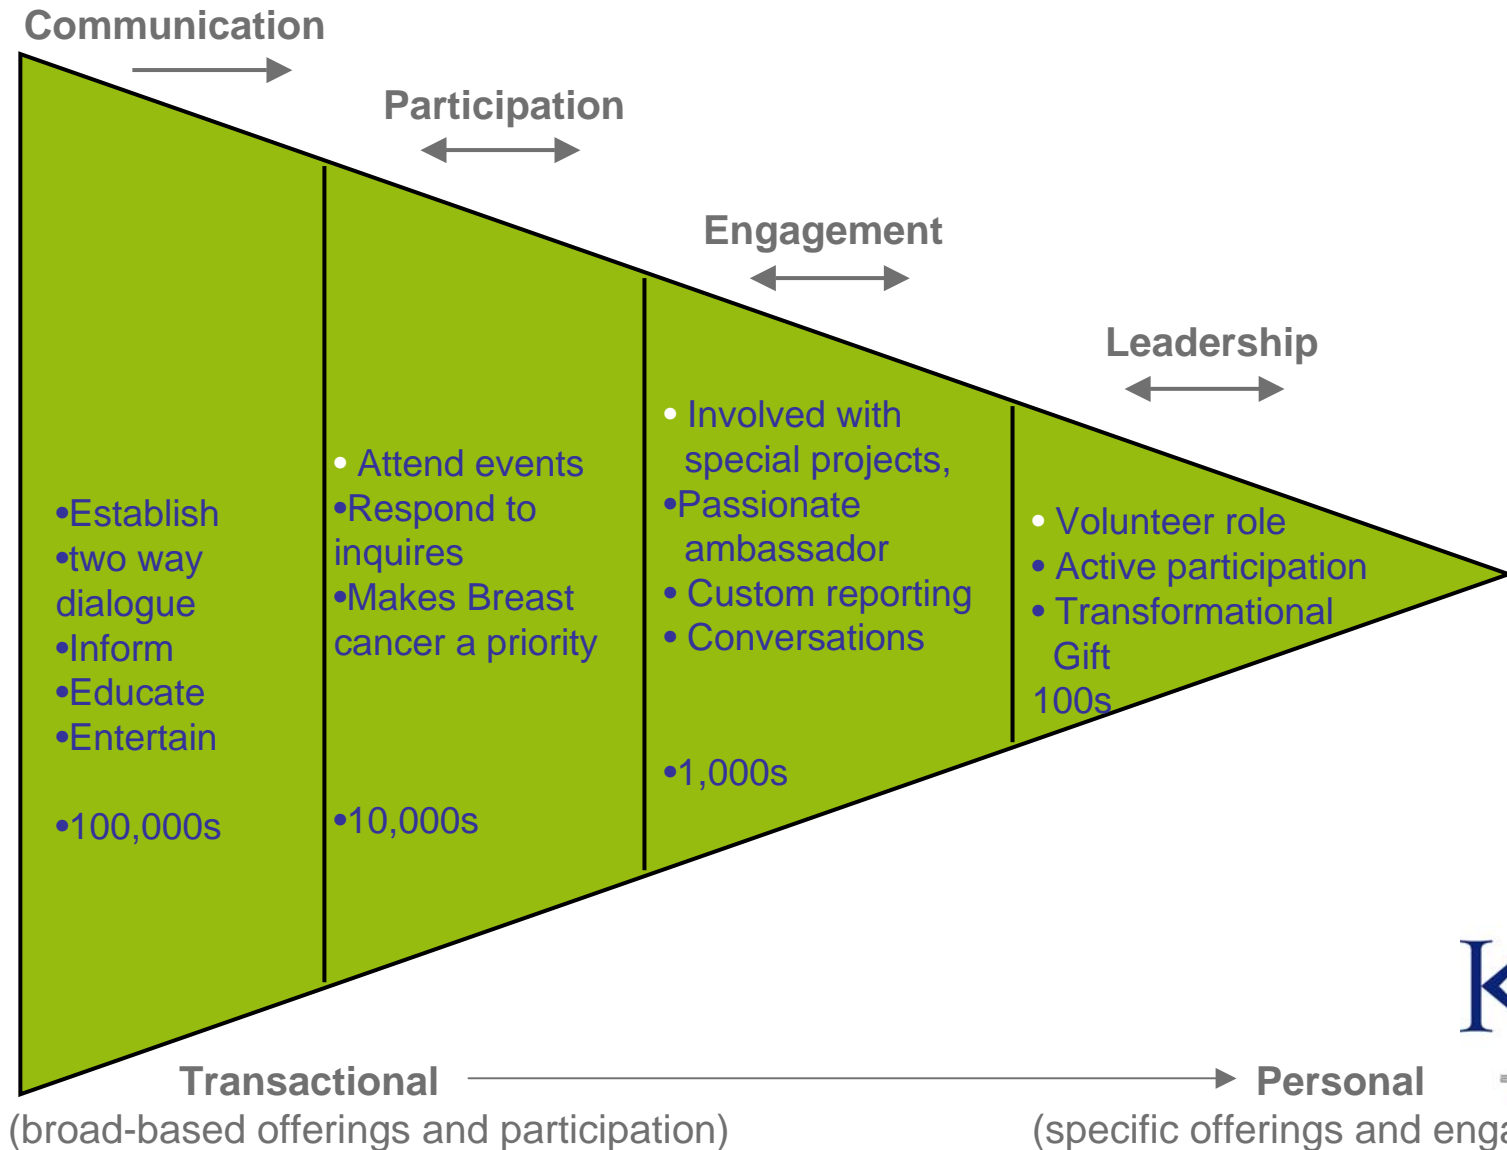 Communication
Participation
Engagement
Leadership
•Establish
•two way
dialogue
•Inform
•Educate
•Entertain
•100,000s
• Attend events
•Respond to
inquires
•Makes Breast
cancer a priority
•10,000s
• Involved with
special projects,
•Passionate
ambassador
• Custom reporting
• Conversations
•1,000s
• Volunteer role
• Active participation
• Transformational
Gift
100s
K
Transactional
Personal
(broad-based offerings and participation)
(specific offerings and enga